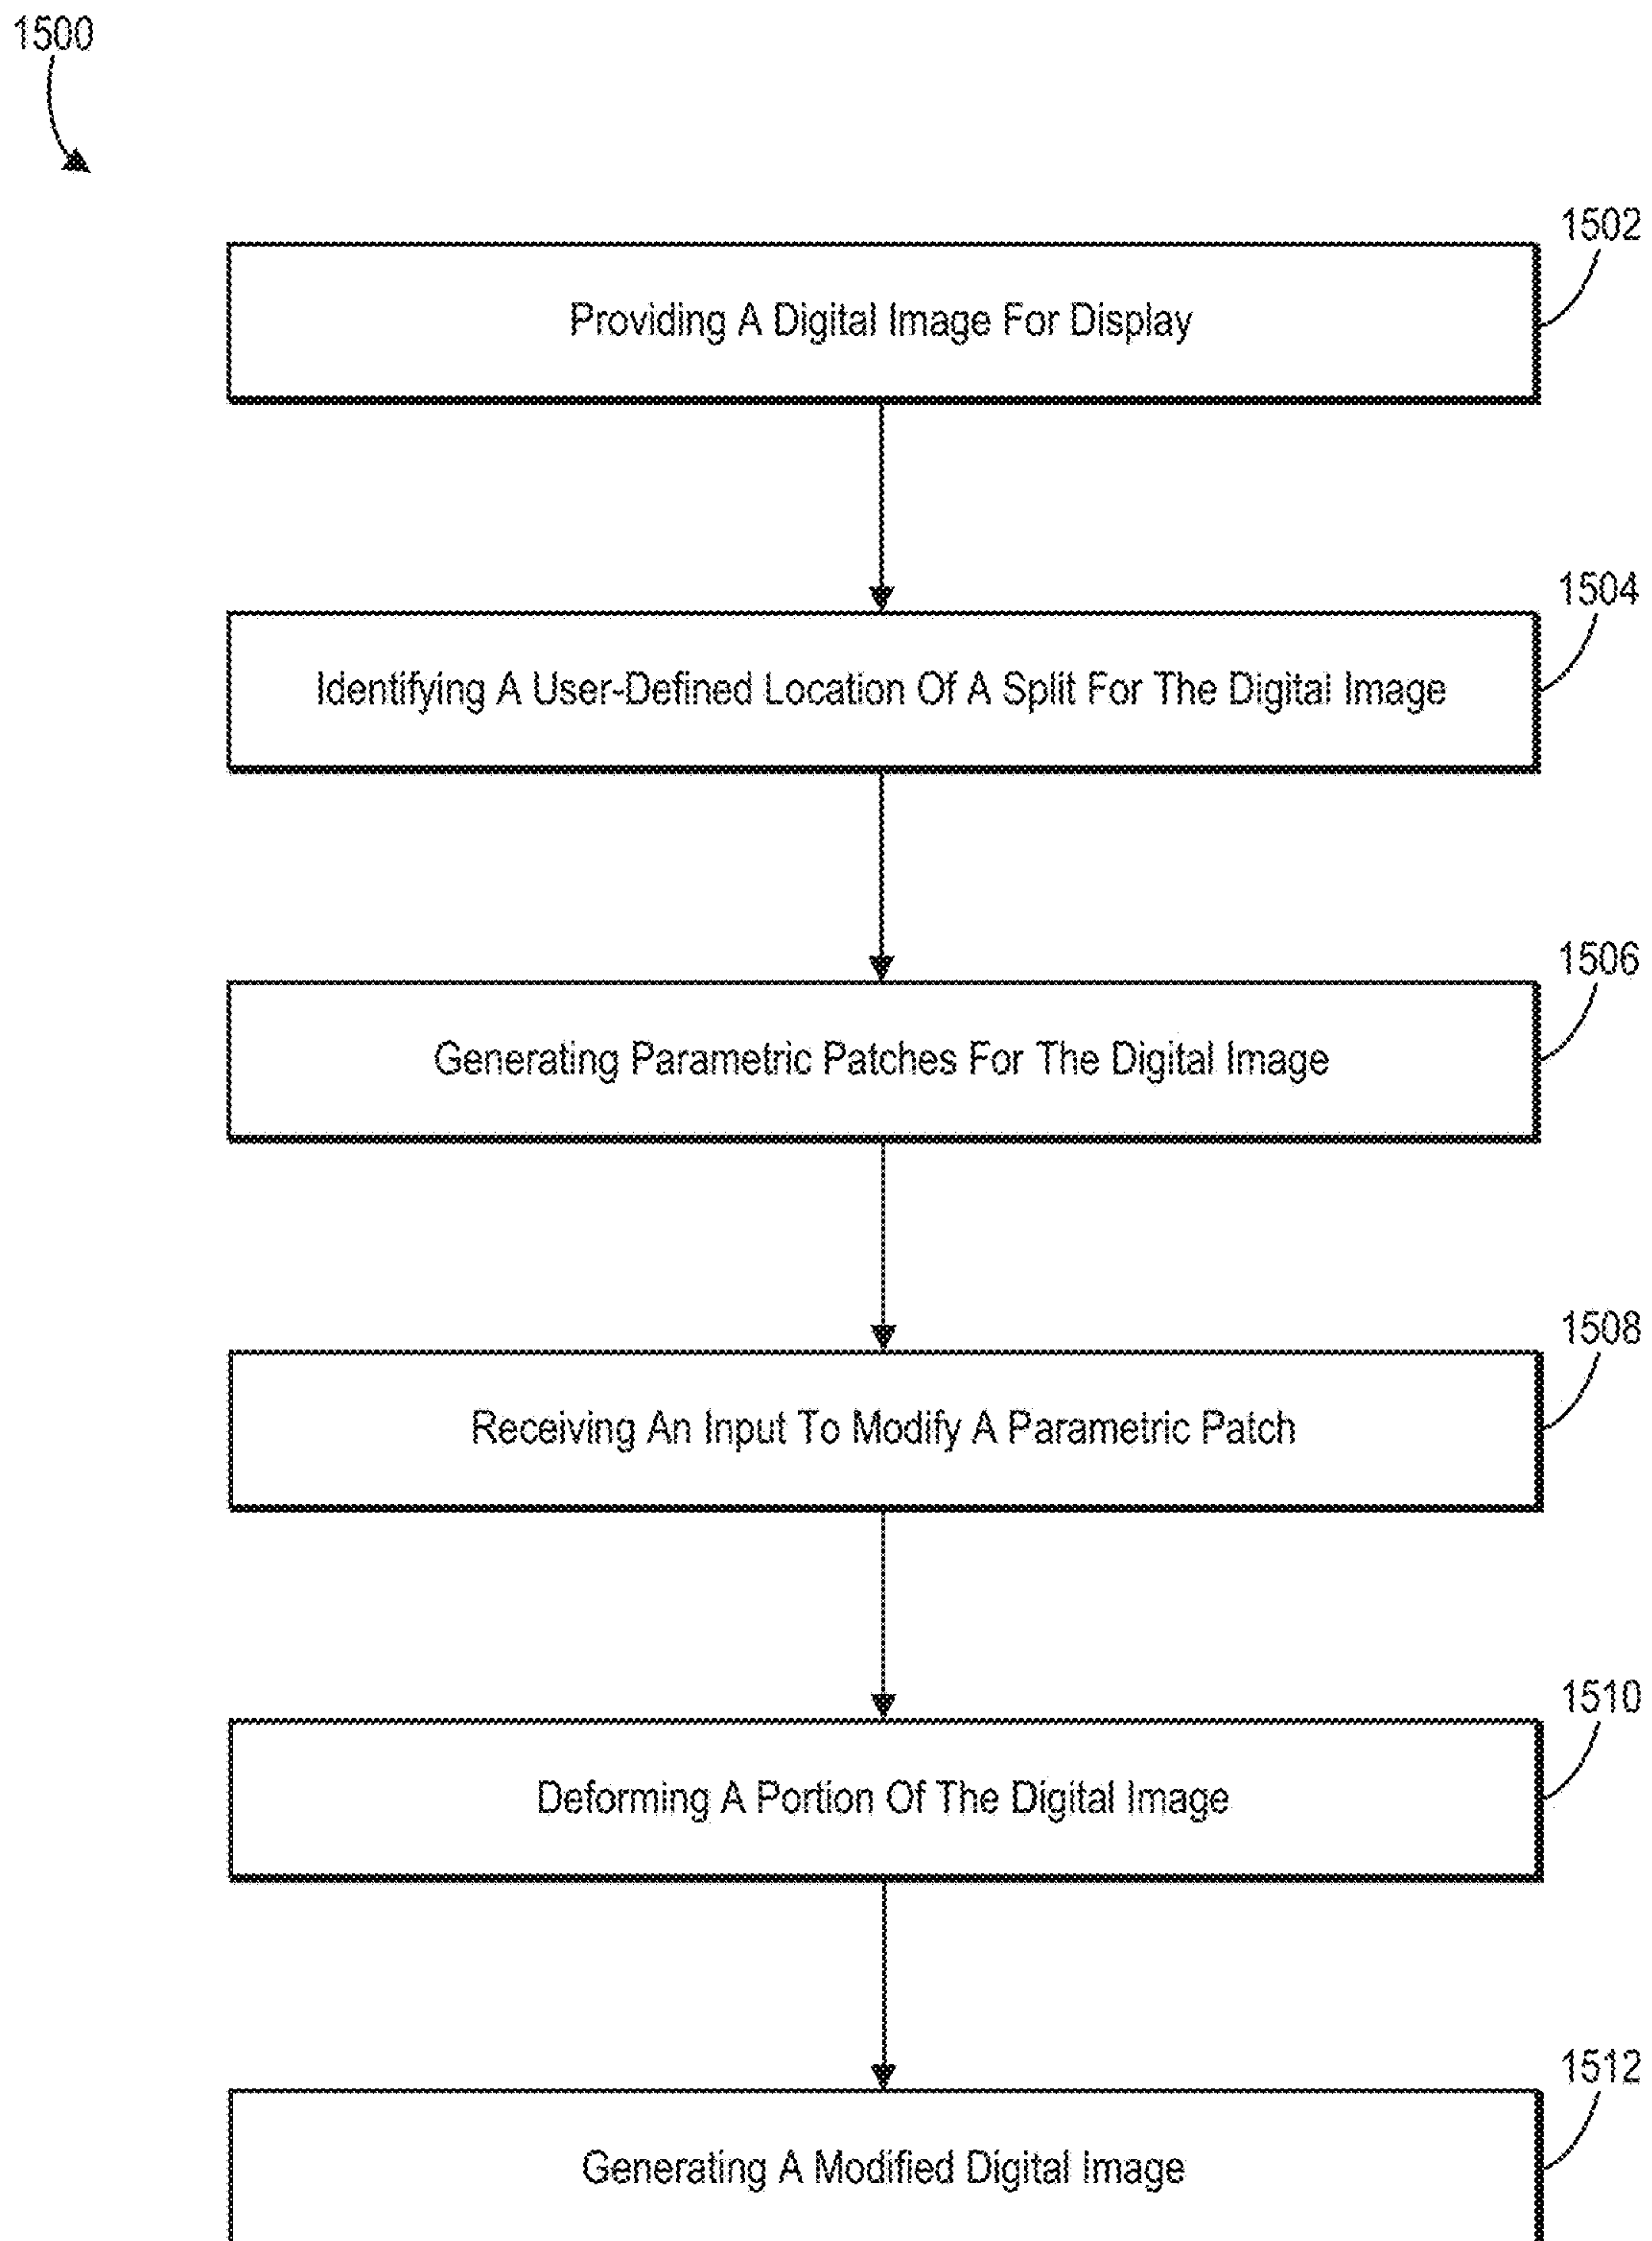 1500
1502
Providing A Digital Image For Display
1504
Identifying A User-Defined Location Of A Split For The Digital Image
1506
Generating Parametric Patches For The Digital Image
1508
Receiving An Input To Modify A Parametric Patch
1510
Deforming A Portion Of The Digital Image
1512
Generating A Modified Digital Image